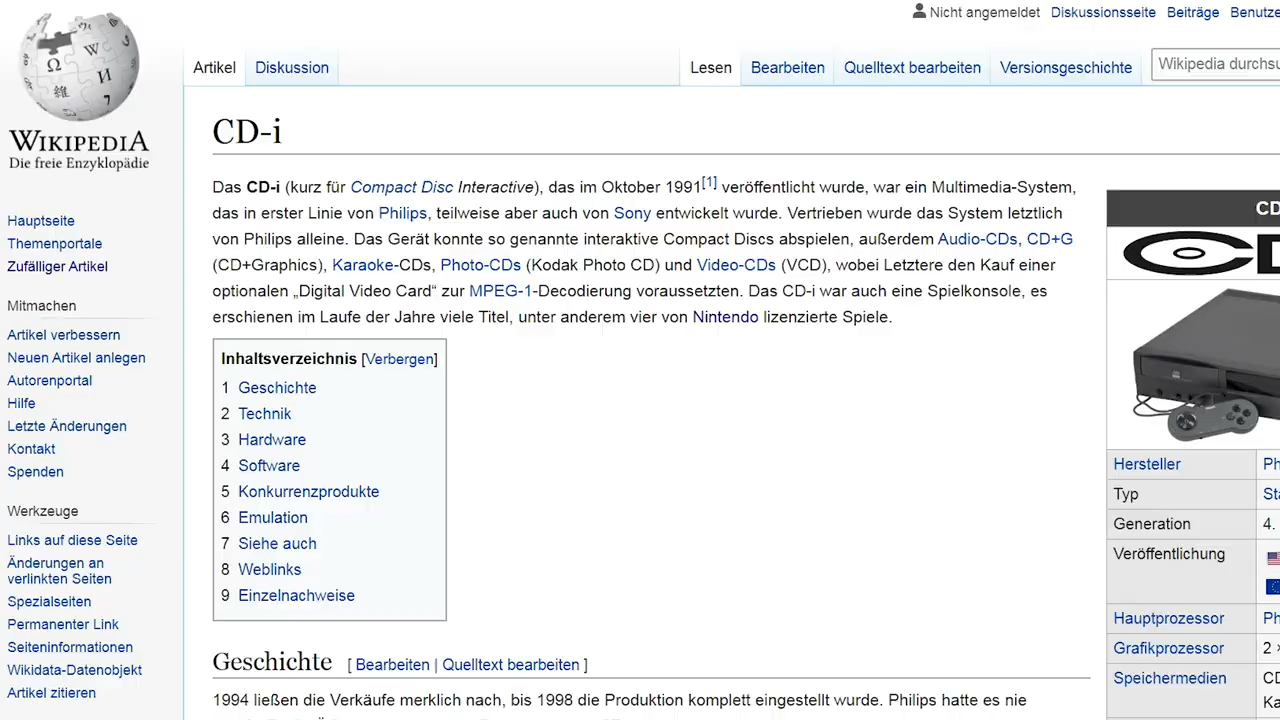 Nicht angemeldet Diskussionsseite Beiträge
Artikel Diskussion Lesen Bearbeiten Quelltext bearbeiten Versionsgeschichte Wikipedia
WIKIPEDIA
Die freie Enzyklopädie
Hauptseite
Themenportale
Zufälliger Artikel
Mitmachen
Artikel verbessern
Neuen Artikel anlegen
Autorenportal
Hilfe
Letzte Änderungen
Kontakt
Spenden
Werkzeuge
Links auf diese Seite
Änderungen an
verlinkten Seiten
Spezialseiten
Permanenter Link
Seiteninformationen
Wikidata-Datenobjekt
Artikel zitieren
CD-i
Das CD-i (kurz für Compact Disc Interactive), das im Oktober 1991[1] veröffentlicht wurde, war ein Multimedia-System,
das in erster Linie von Philips, teilweise aber auch von Sony entwickelt wurde. Vertrieben wurde das System letztlich
von Philips alleine. Das Gerät konnte so genannte interaktive Compact Discs abspielen, außerdem Audio-CDs, CD+G
(CD+Graphics), Karaoke-CDs, Photo-CDs (Kodak Photo CD) und Video-CDs (VCD), wobei Letztere den Kauf einer
optionalen „Digital Video Card“ zur MPEG-1-Decodierung voraussetzten. Das CD-i war auch eine Spielkonsole, es
erschienen im Laufe der Jahre viele Titel, unter anderem vier von Nintendo lizenzierte Spiele.
Inhaltsverzeichnis [Verbergen]
1 Geschichte
2 Technik
3 Hardware
4 Software
5 Konkurrenzprodukte
6 Emulation
7 Siehe auch
8 Weblinks
9 Einzelnachweise
Geschichte [ Bearbeiten | Quelltext bearbeiten ]
1994 ließen die Verkäufe merklich nach, bis 1998 die Produktion komplett eingestellt wurde. Philips hatte es nie
Hersteller
Typ
Generation 4.
Veröffentlichung
Hauptprozessor
Grafikprozessor 2
Speichermedien